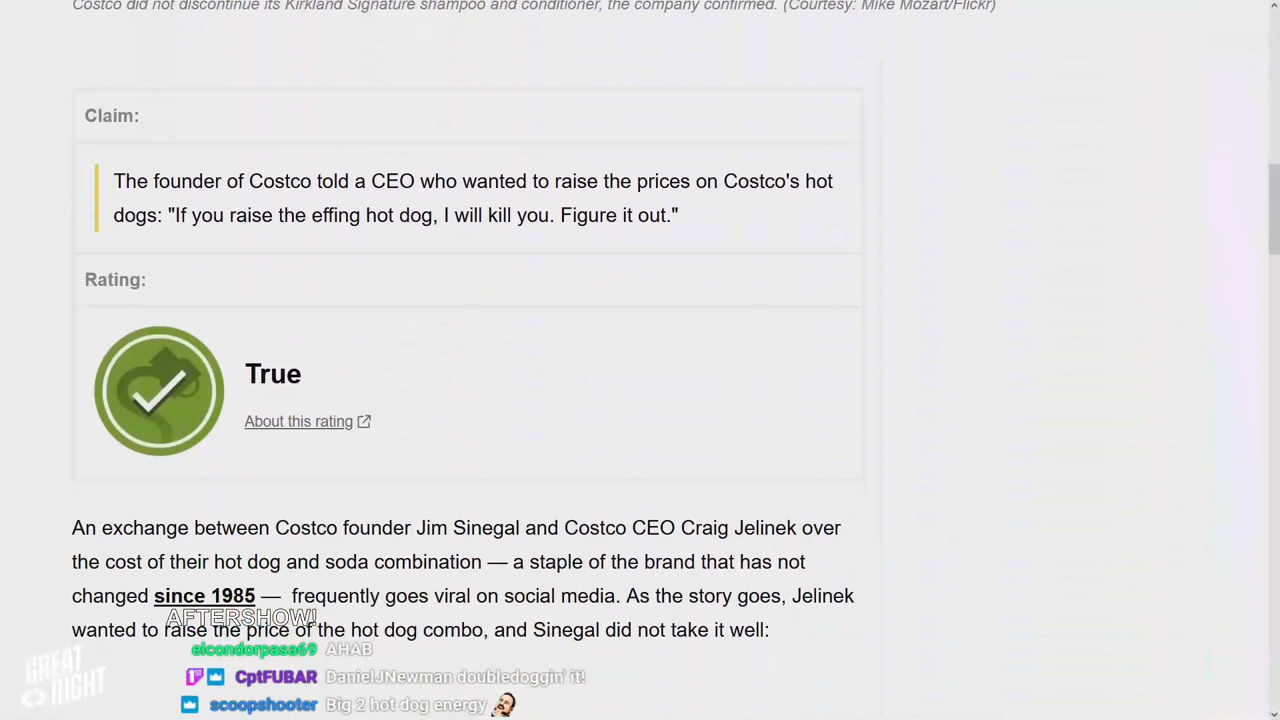 Costco did not discontinue its Kirkland Signature shampoo and conditioner, the company confirmed. (Courtesy: Mike Mozart/Flickr)
Claim:
The founder of Costco told a CEO who wanted to raise the prices on Costco's hot
dogs: "If you raise the effing hot dog, I will kill you. Figure it out."
Rating:
True
About this rating
An exchange between Costco founder Jim Sinegal and Costco CEO Craig Jelinek over
the cost of their hot dog and soda combination — a staple of the brand that has not
changed since 1985 — frequently goes viral on social media. As the story goes, Jelinek
wanted to raise the price of the hot dog combo, and Sinegal did not take it well:
AFTERSHOW!
elcondorpasa69 AHAB
CptFUBAR DanielJNewman doubledoggin' it!
scoopshooter Big 2 hot dog energy
GREAT
NIGHT